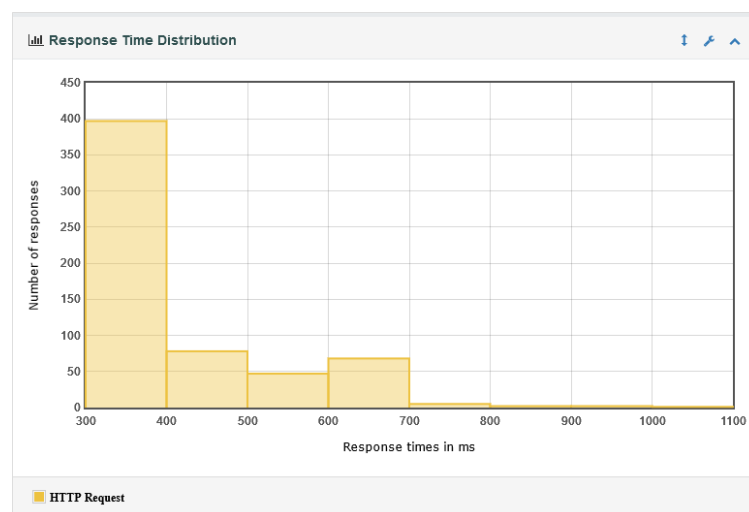 Response Time Distribution
450
400
350
300
250
200
150
100
50
0
Number of responses
300 400 500 600 700 800 900 1000 1100
Response times in ms
HTTP Request